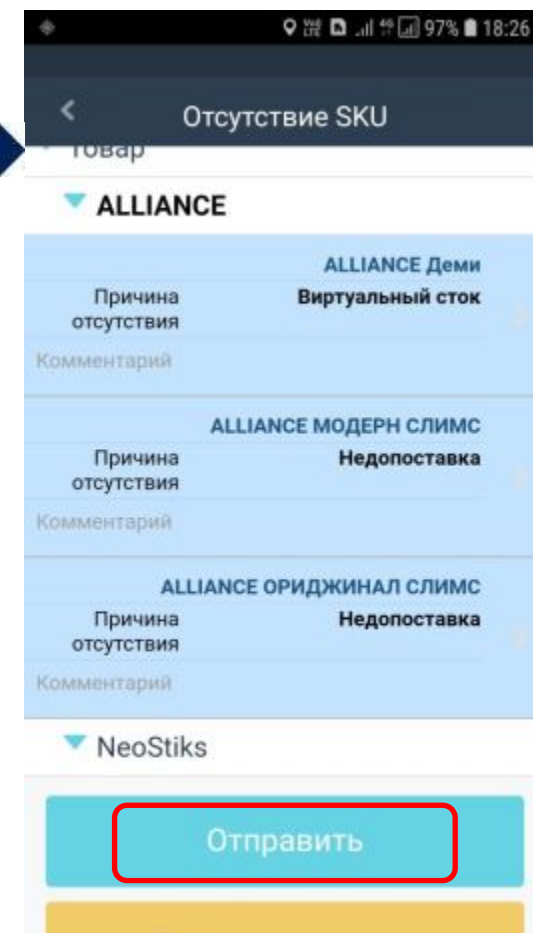 97% 18:26
Отсутствие SKU
Товар
ALLIANCE
ALLIANCE Деми
Причина отсутствия Виртуальный сток
Комментарий
ALLIANCE МОДЕРН СЛИМС
Причина отсутствия Недопоставка
Комментарий
ALLIANCE ОРИДЖИНАЛ СЛИМС
Причина отсутствия Недопоставка
Комментарий
NeoStiks
Отправить